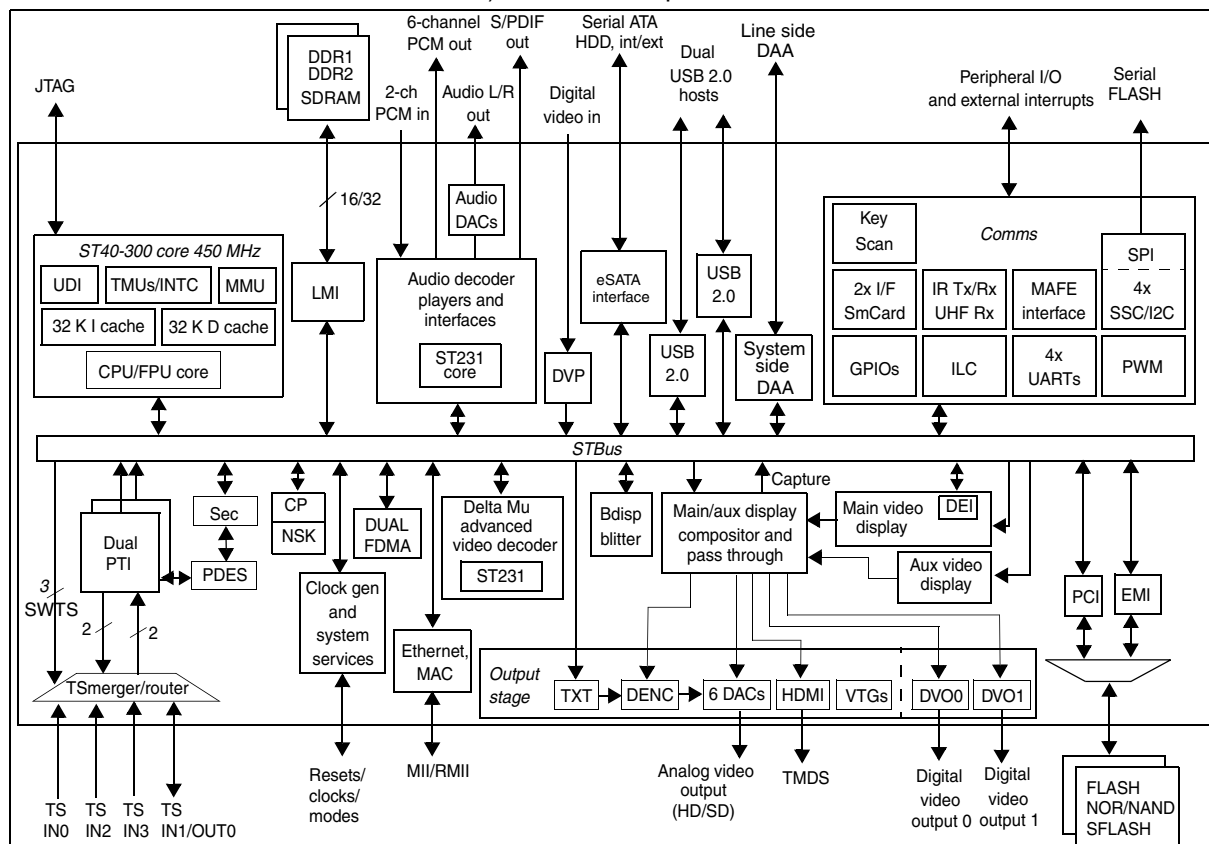 6-channel
PCM out
S/PDIF
out
Serial ATA
HDD, int/ext
Dual
USB 2.0
hosts
Line side
DAA
DDR1
DDR2
SDRAM
JTAG
2-ch
PCM in
Audio L/R
out
Digital
video in
Peripheral I/O
and external interrupts
Serial
FLASH
16/32
Audio
DACs
ST40-300 core 450 MHz
UDI
TMUs/INTC
MMU
32 K I cache
32 K D cache
CPU/FPU core
LMI
Audio decoder
players and
interfaces
ST231
core
DVP
eSATA
interface
USB
2.0
USB
2.0
System
side
DAA
Key
Scan
Comms
SPI
2x I/F
SmCard
IR Tx/Rx
UHF Rx
MAFE
interface
4x
SSC/I2C
GPIOs
ILC
4x
UARTs
PWM
STBus
Dual
PTI
Sec
PDES
CP
NSK
DUAL
FDMA
Delta Mu
advanced
video decoder
ST231
Bdisp
blitter
Capture
Main/aux display
compositor and
pass through
DEI
Main video
display
Aux video
display
PCI
EMI
3
SWTS
2
2
Clock gen
and
system
services
Ethernet,
MAC
TSmerger/router
Output
stage
TXT
DENC
6 DACs
HDMI
VTGs
DVO0
DVO1
TS
IN0
TS
IN2
TS
IN3
TS
IN1/OUT0
Resets/
clocks/
modes
MII/RMII
Analog video
output
(HD/SD)
TMDS
Digital
video
output 0
Digital
video
output 1
FLASH
NOR/NAND
SFLASH